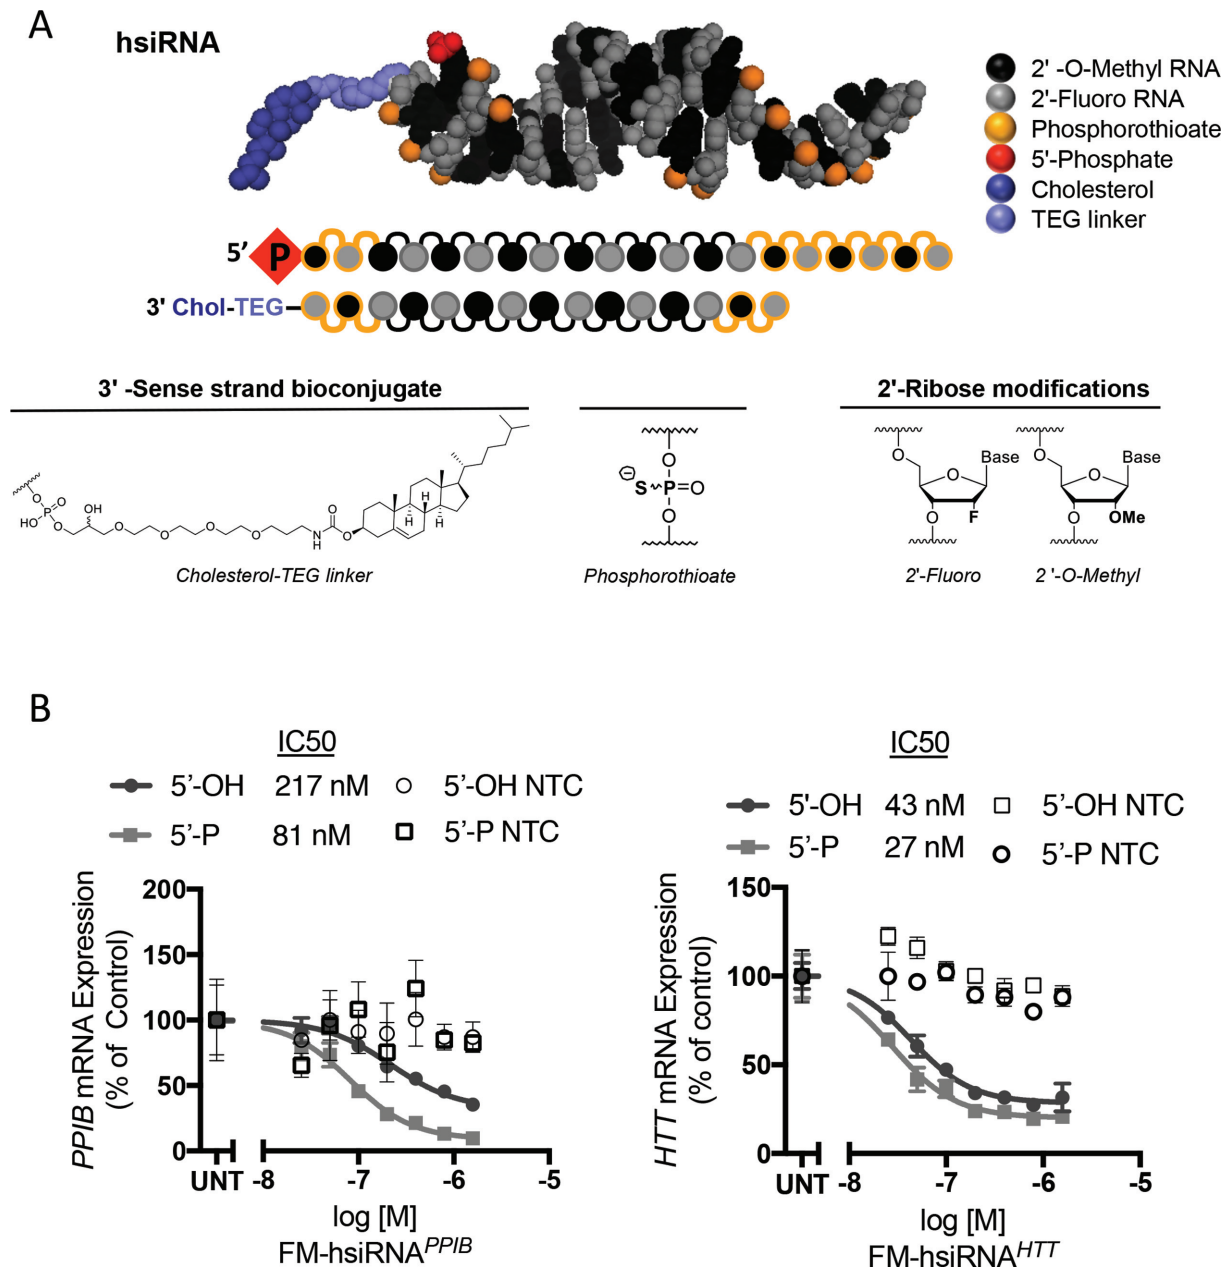 A
hsiRNA
2' -O-Methyl RNA
2'-Fluoro RNA
Phosphorothioate
5'-Phosphate
Cholesterol
TEG linker
5' P
3' Chol-TEG
3' -Sense strand bioconjugate
2'-Ribose modifications
O
P
O
HO
O
OH
O
O
O
O
N
H
O
O
H
H
H
Cholesterol-TEG linker
O
⊖
S P=O
O
Phosphorothioate
O
O
Base
O
F
2'-Fluoro
O
O
Base
O
OMe
2 '-O-Methyl
B
IC50
5’-OH 217 nM 5’-OH NTC
5’-P 81 nM 5’-P NTC
PPIB mRNA Expression
(% of Control)
200
150
100
50
0
UNT -8 -7 -6 -5
log [M]
FM-hsiRNA^PPIB
IC50
5'-OH 43 nM 5’-OH NTC
5’-P 27 nM 5’-P NTC
HTT mRNA Expression
(% of control)
150
100
50
0
UNT -8 -7 -6 -5
log [M]
FM-hsiRNA^HTT